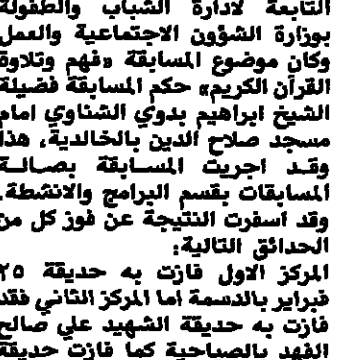 التابعة لادارة الشباب والطفولة
بوزارة الشؤون الاجتماعية والعمل
وكان موضوع المسابقة «فهم وتلاوة
القرآن الكريم» حكم المسابقة فضيلة
الشيخ ابراهيم بدوي الشناوي امام
مسجد صلاح الدين بالخالدية، هذا
وقد اجريت المسابقة بصالة
المسابقات بقسم البرامج والانشطة.
وقد اسفرت النتيجة عن فوز كل من
الحدائق التالية:
المركز الاول فازت به حديقة ٢٥
فبراير بالدسمة اما المركز الثاني فقد
فازت به حديقة الشهيد علي صالح
الفهد بالصباحية كما فازت حديقة